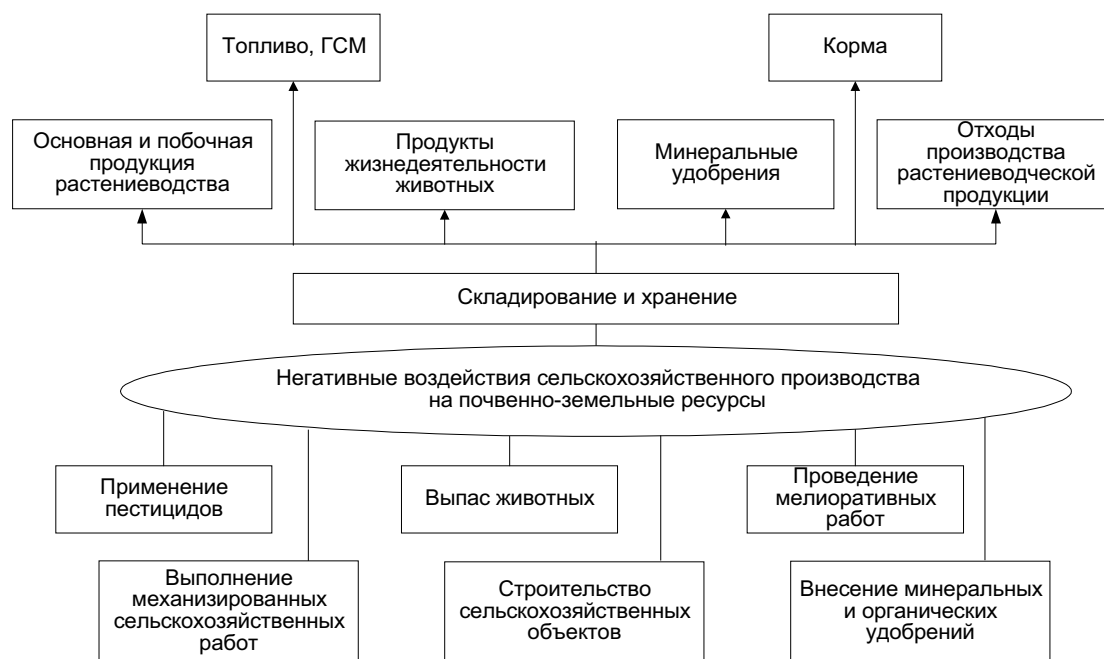 Топливо, ГСМ
Корма
Основная и побочная
продукция
растениеводства
Продукты
жизнедеятельности
животных
Минеральные
удобрения
Отходы
производства
растениеводческой
продукции
Складирование и хранение
Негативные воздействия сельскохозяйственного производства
на почвенно-земельные ресурсы
Применение
пестицидов
Выпас животных
Проведение
мелиоративных
работ
Выполнение
механизированных
сельскохозяйственных
работ
Строительство
сельскохозяйственных
объектов
Внесение минеральных
и органических
удобрений